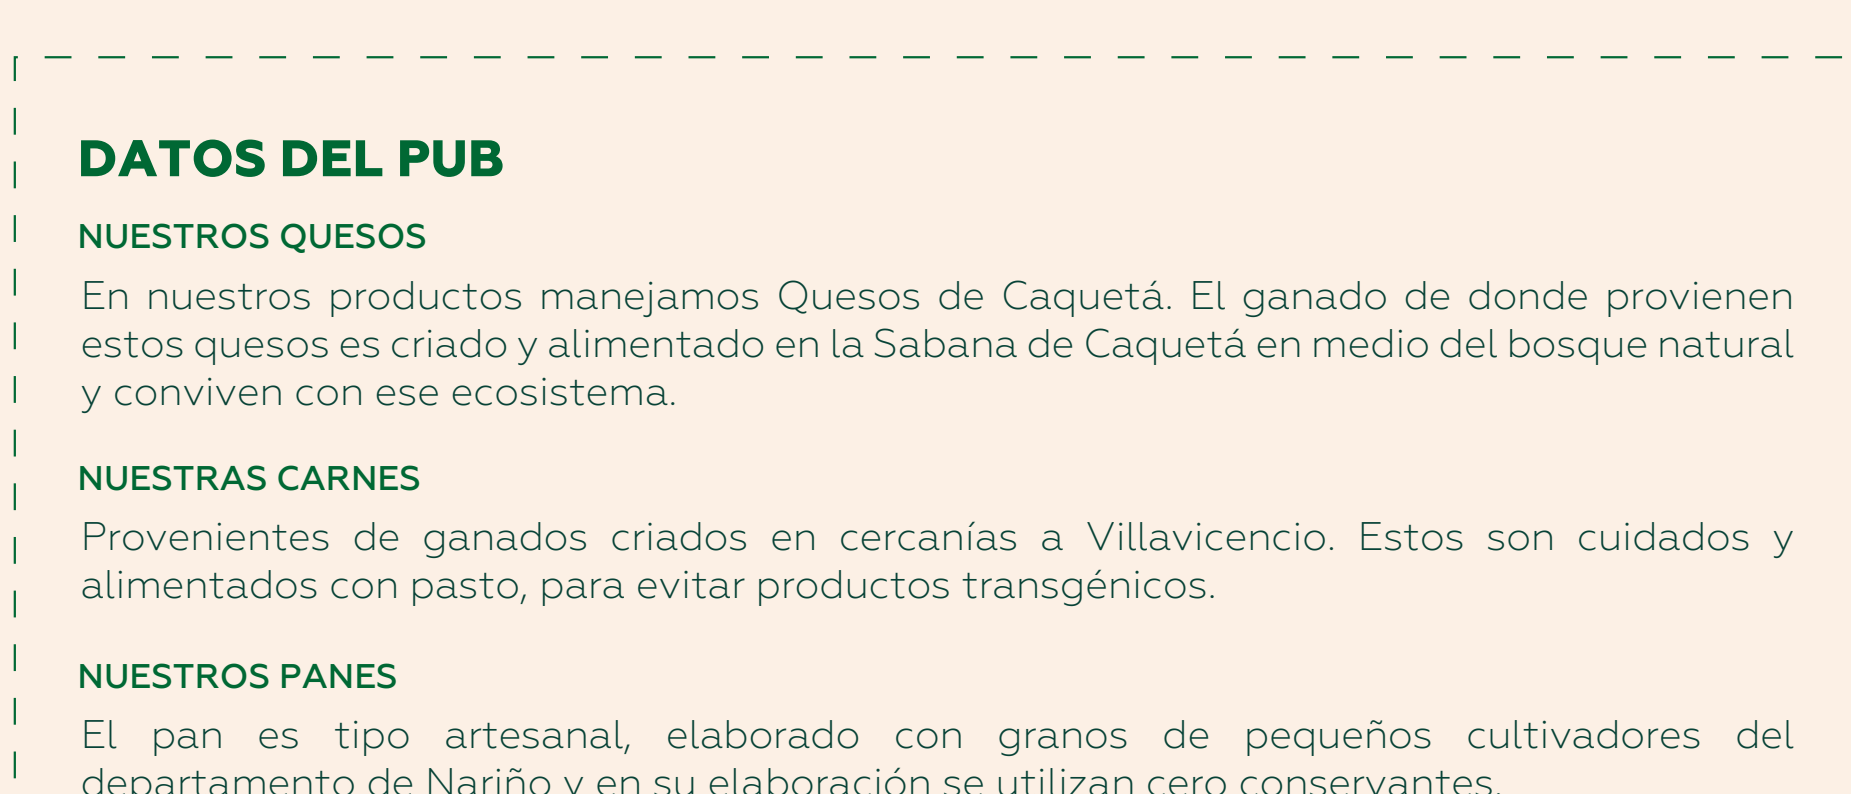 DATOS DEL PUB
NUESTROS QUESOS
En nuestros productos manejamos Quesos de Caquetá. El ganado de donde provienen
estos quesos es criado y alimentado en la Sabana de Caquetá en medio del bosque natural
y conviven con ese ecosistema.
NUESTRAS CARNES
Provenientes de ganados criados en cercanías a Villavicencio. Estos son cuidados y
alimentados con pasto, para evitar productos transgénicos.
NUESTROS PANES
El pan es tipo artesanal, elaborado con granos de pequeños cultivadores del
departamento de Nariño y en su elaboración se utilizan cero conservantes.